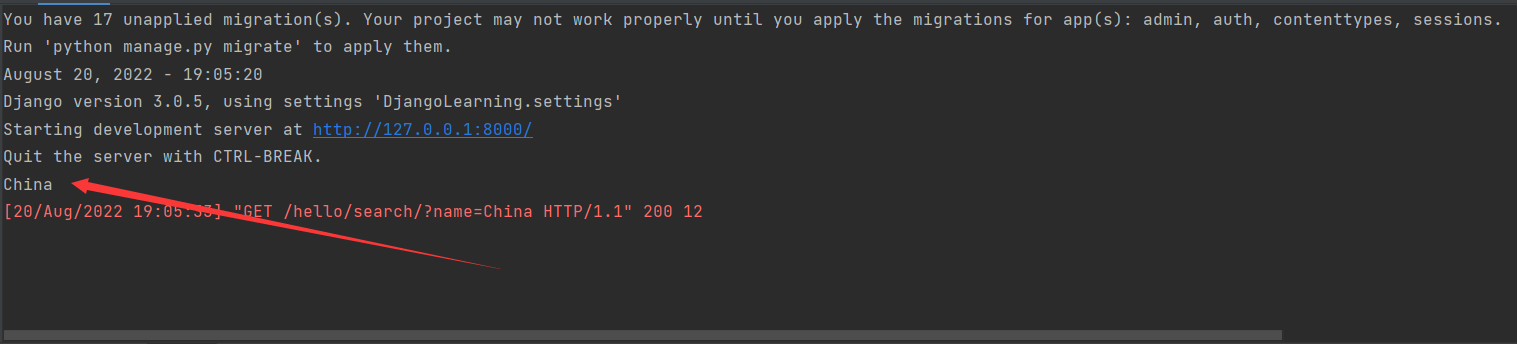 You have 17 unapplied migration(s). Your project may not work properly until you apply the migrations for app(s): admin, auth, contenttypes, sessions.
Run 'python manage.py migrate' to apply them.
August 20, 2022 - 19:05:20
Django version 3.0.5, using settings 'DjangoLearning.settings'
Starting development server at http://127.0.0.1:8000/
Quit the server with CTRL-BREAK.
China
[20/Aug/2022 19:05:33] "GET /hello/search/?name=China HTTP/1.1" 200 12